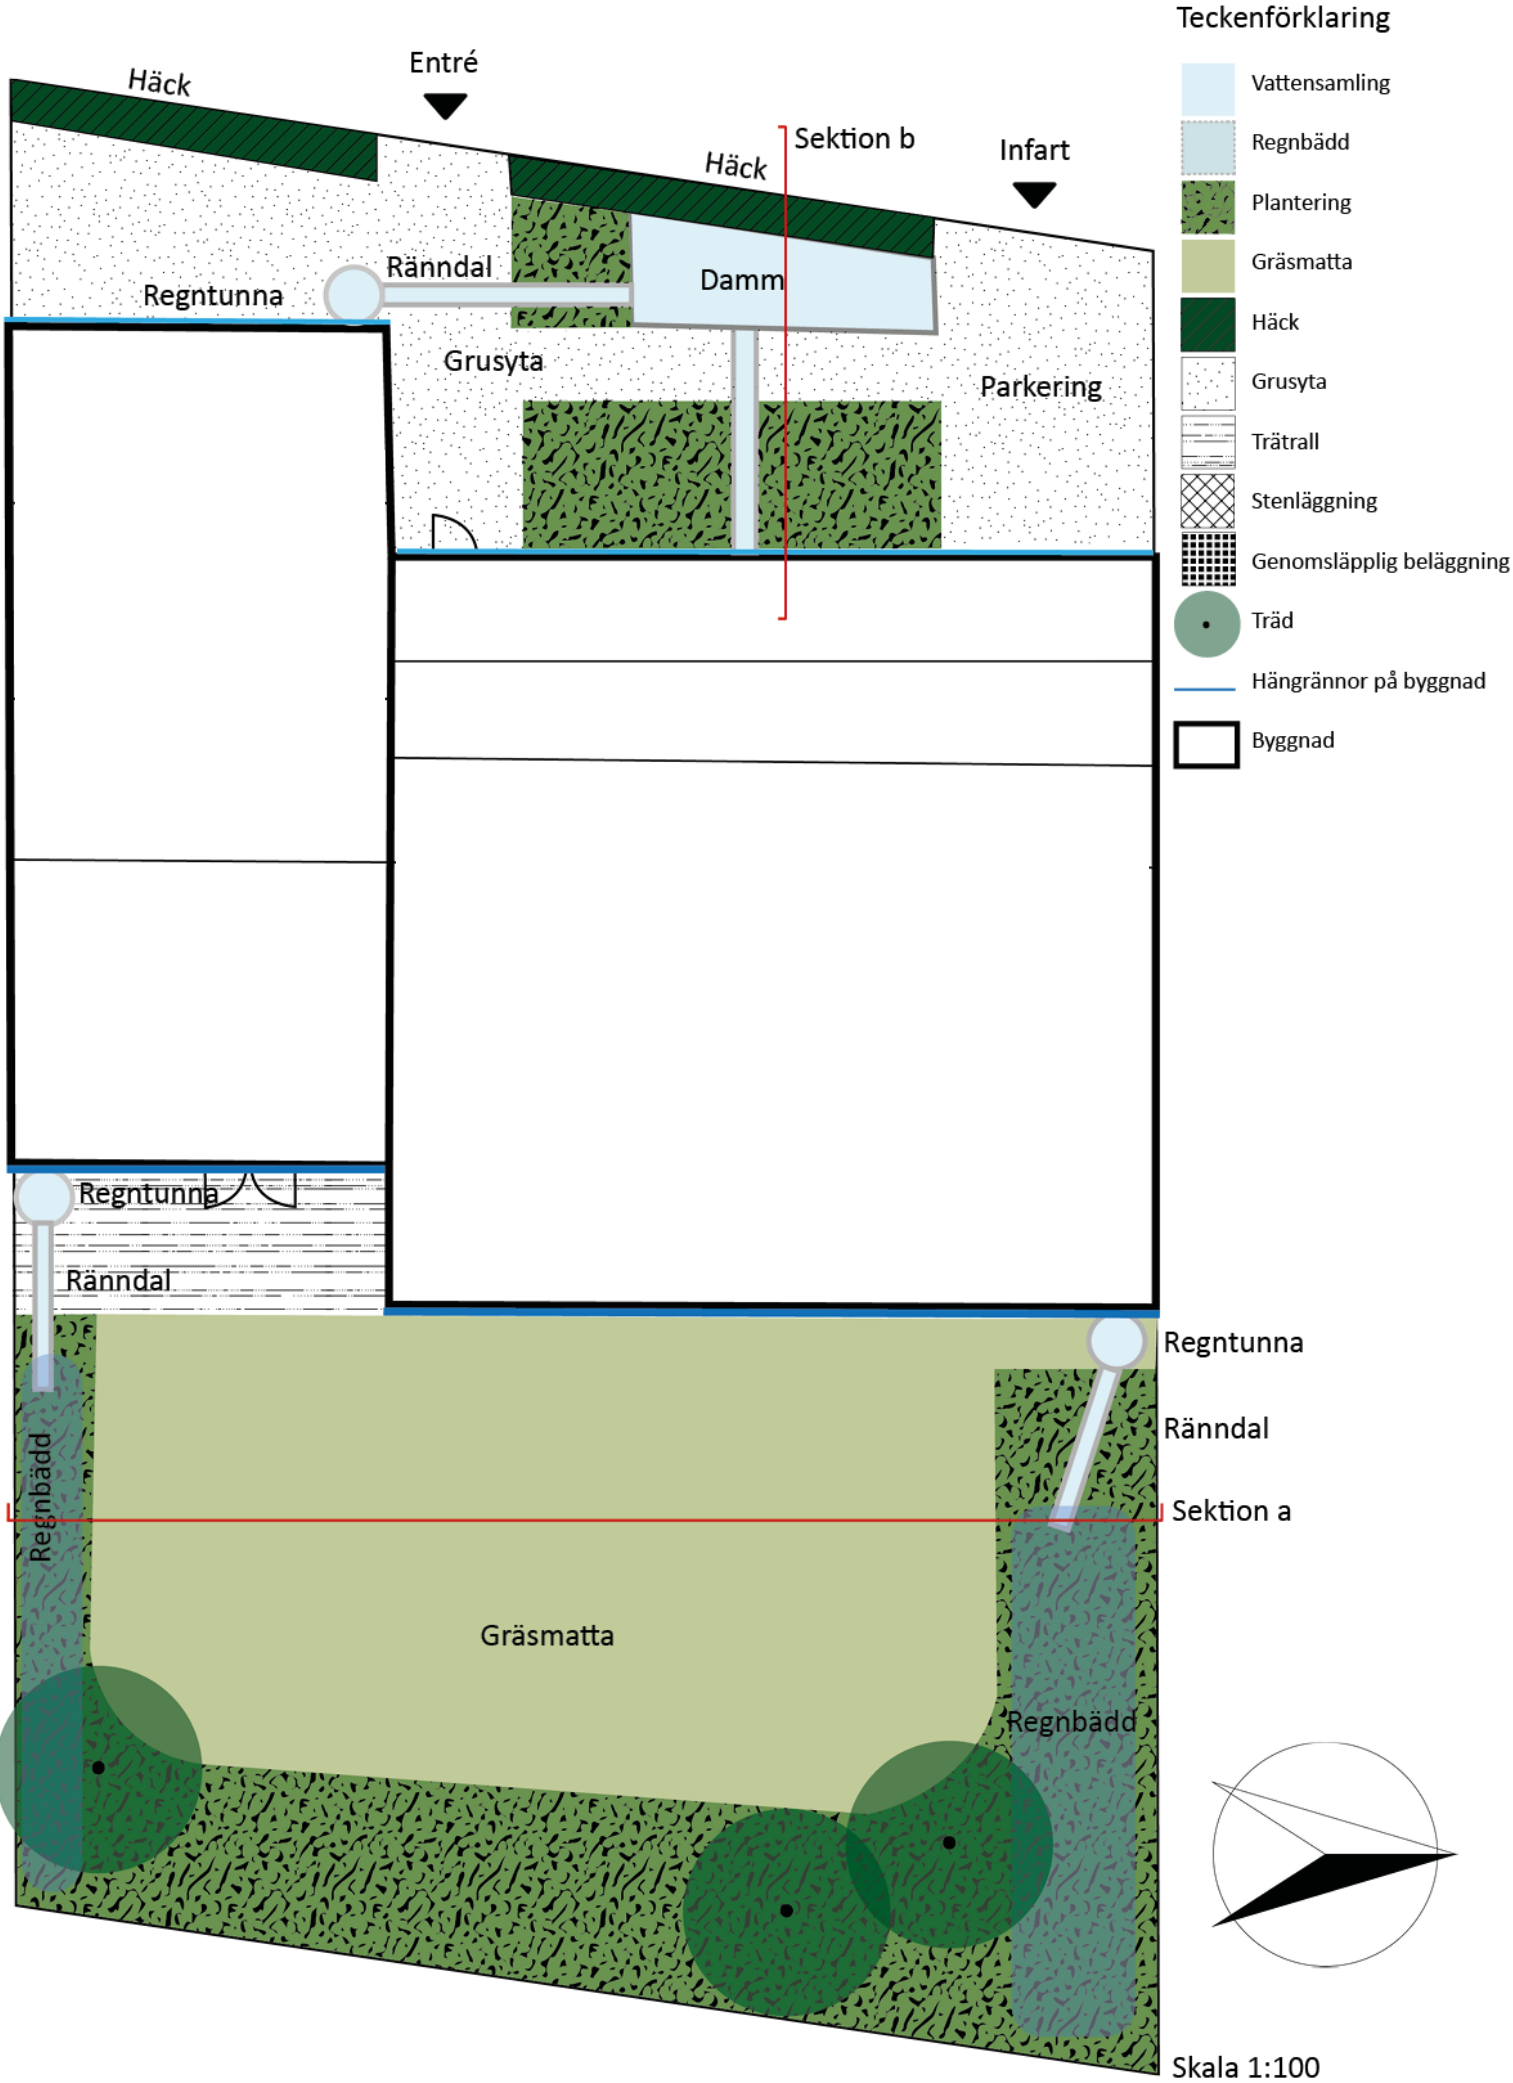 Teckenförklaring
Vattensamling
Regnbädd
Plantering
Gräsmatta
Häck
Grusyta
Trätrall
Stenläggning
Genomsläpplig beläggning
Träd
Hängrännor på byggnad
Byggnad
Häck
Entré
Häck
Sektion b
Infart
Ränndal
Regntunna
Damm
Grusyta
Parkering
Regntunna
Ränndal
Regnbädd
Regntunna
Ränndal
Sektion a
Gräsmatta
Regnbädd
Skala 1:100